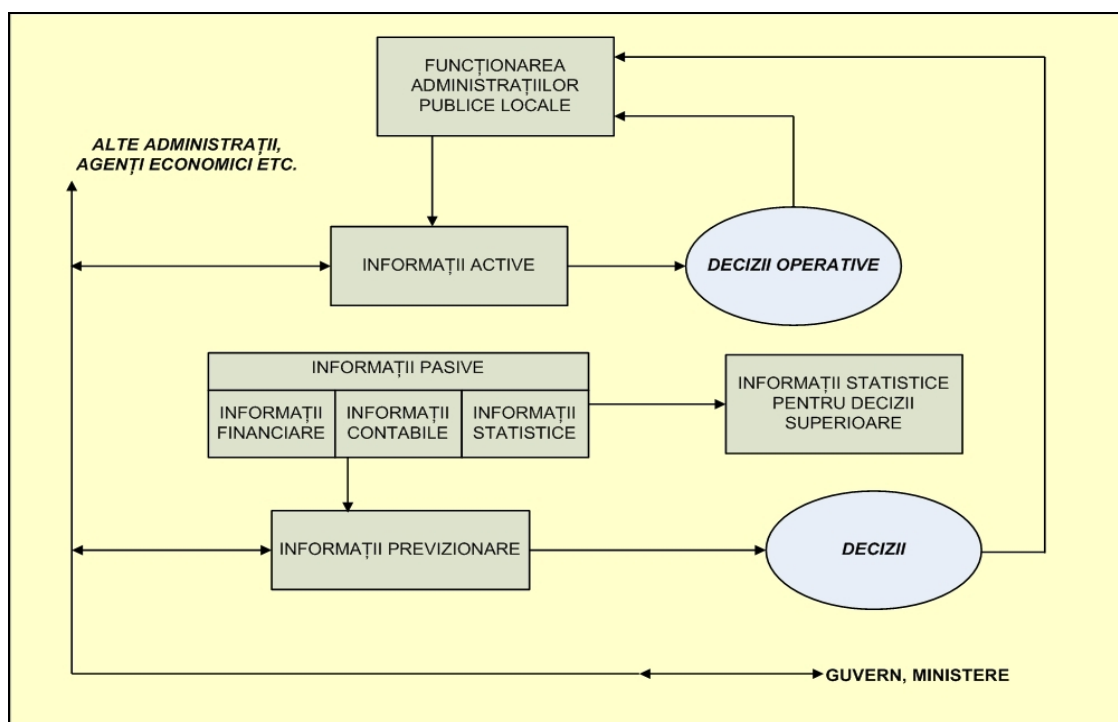 FUNCȚIONAREA
ADMINISTRAȚIILOR
PUBLICE LOCALE
ALTE ADMINISTRAȚII,
AGENȚI ECONOMICI ETC.
INFORMAȚII ACTIVE
DECIZII OPERATIVE
INFORMAȚII PASIVE
INFORMAȚII
FINANCIARE
INFORMAȚII
CONTABILE
INFORMAȚII
STATISTICE
INFORMAȚII STATISTICE
PENTRU DECIZII
SUPERIOARE
INFORMAȚII PREVIZIONARE
DECIZII
GUVERN, MINISTERE